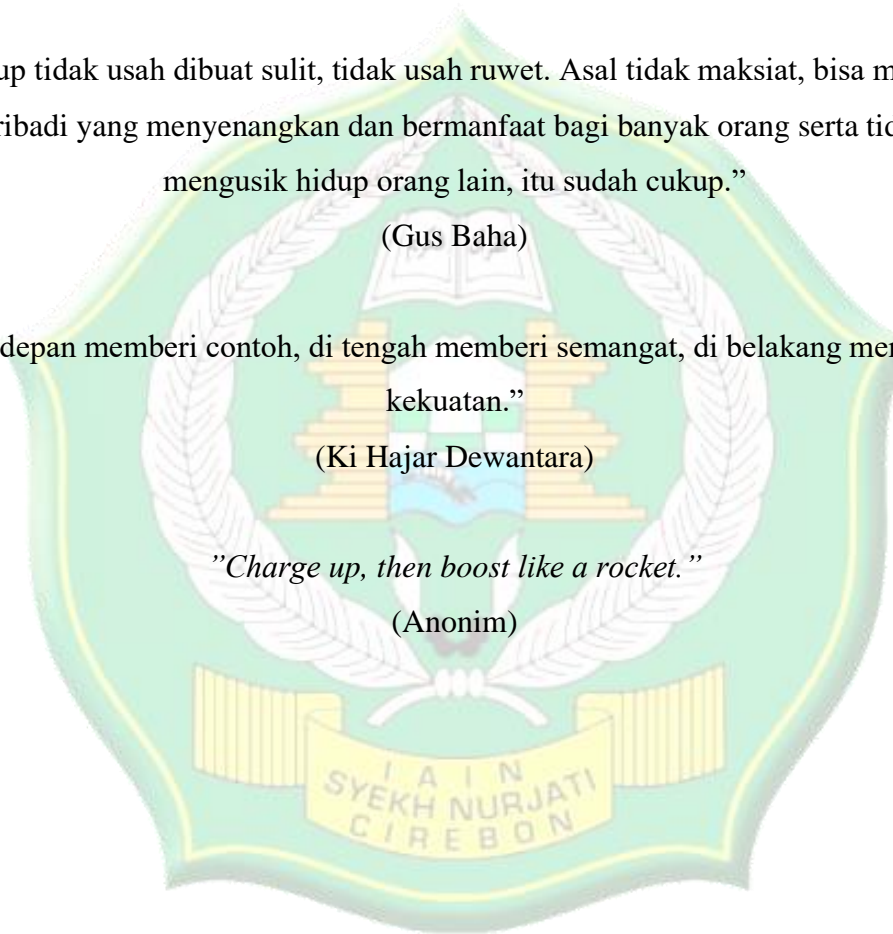 up tidak usah dibuat sulit, tidak usah ruwet. Asal tidak maksiat, bisa m
ribadi yang menyenangkan dan bermanfaat bagi banyak orang serta tid
mengusik hidup orang lain, itu sudah cukup.”
(Gus Baha)
depan memberi contoh, di tengah memberi semangat, di belakang mem
kekuatan.”
(Ki Hajar Dewantara)
”Charge up, then boost like a rocket.”
(Anonim)
IAIN
SYEKH NURJATI
CIREBON